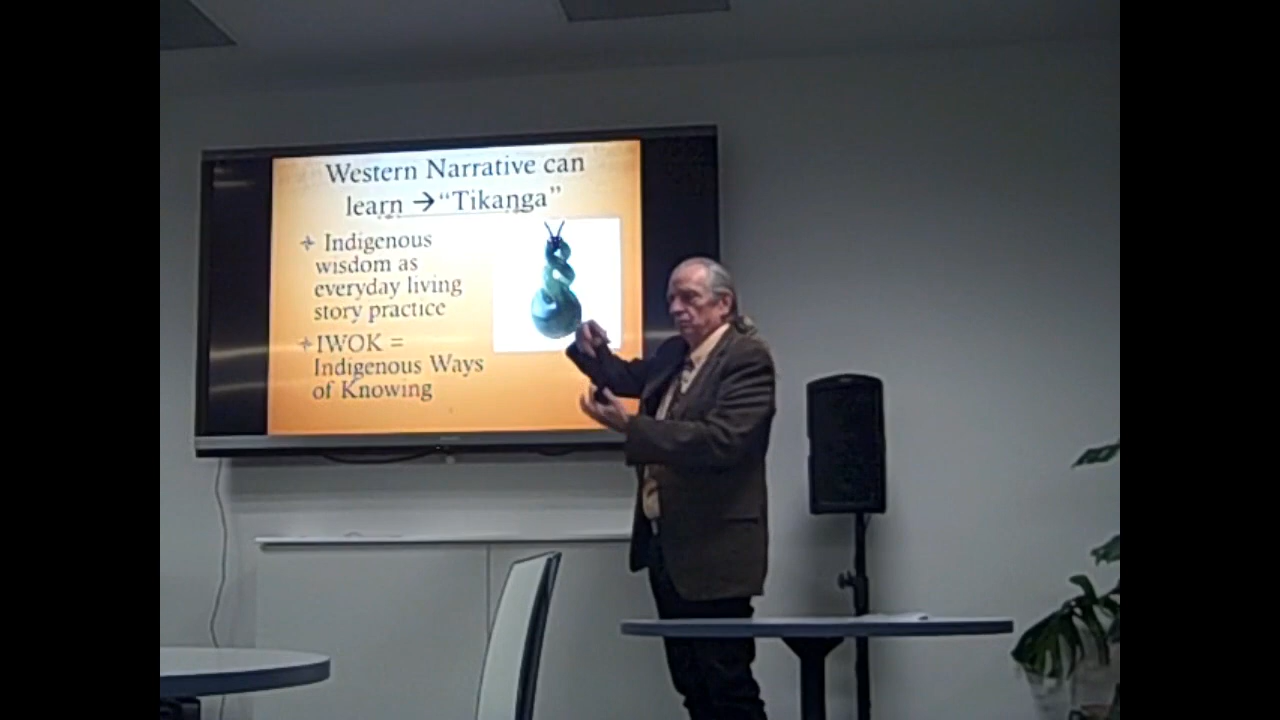 Western Narrative can
learn → “Tikanga”
Indigenous
wisdom as
everyday living
story practice
IWOK =
Indigenous Ways
of Knowing